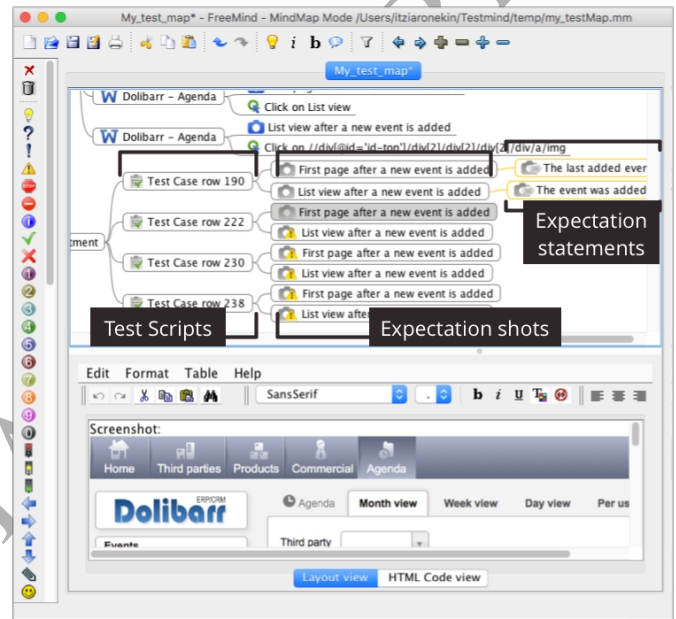 My_test_map* - FreeMind - MindMap Mode /Users/itziaronekin/Testmind/temp/my_testMap.mm
My_test_map*
Dolibarr - Agenda
Click on List view
List view after a new event is added
Dolibarr - Agenda
Click on //div[@id='id-top']/div[2]/div[2]/div[2]/div/a/img
First page after a new event is added
The last added ever
Test Case row 190
List view after a new event is added
The event was added
First page after a new event is added
Test Case row 222
List view after a new event is added
Expectation
statements
tment
First page after a new event is added
Test Case row 230
List view after a new event is added
First page after a new event is added
Test Case row 238
List view after
Test Scripts
Expectation shots
Edit Format Table Help
SansSerif
b i U
Screenshot:
Home Third parties Products Commercial Agenda
ERP/CRM
Dolibarr
Agenda Month view Week view Day view Per us
Events
Third party
Layout view HTML Code view